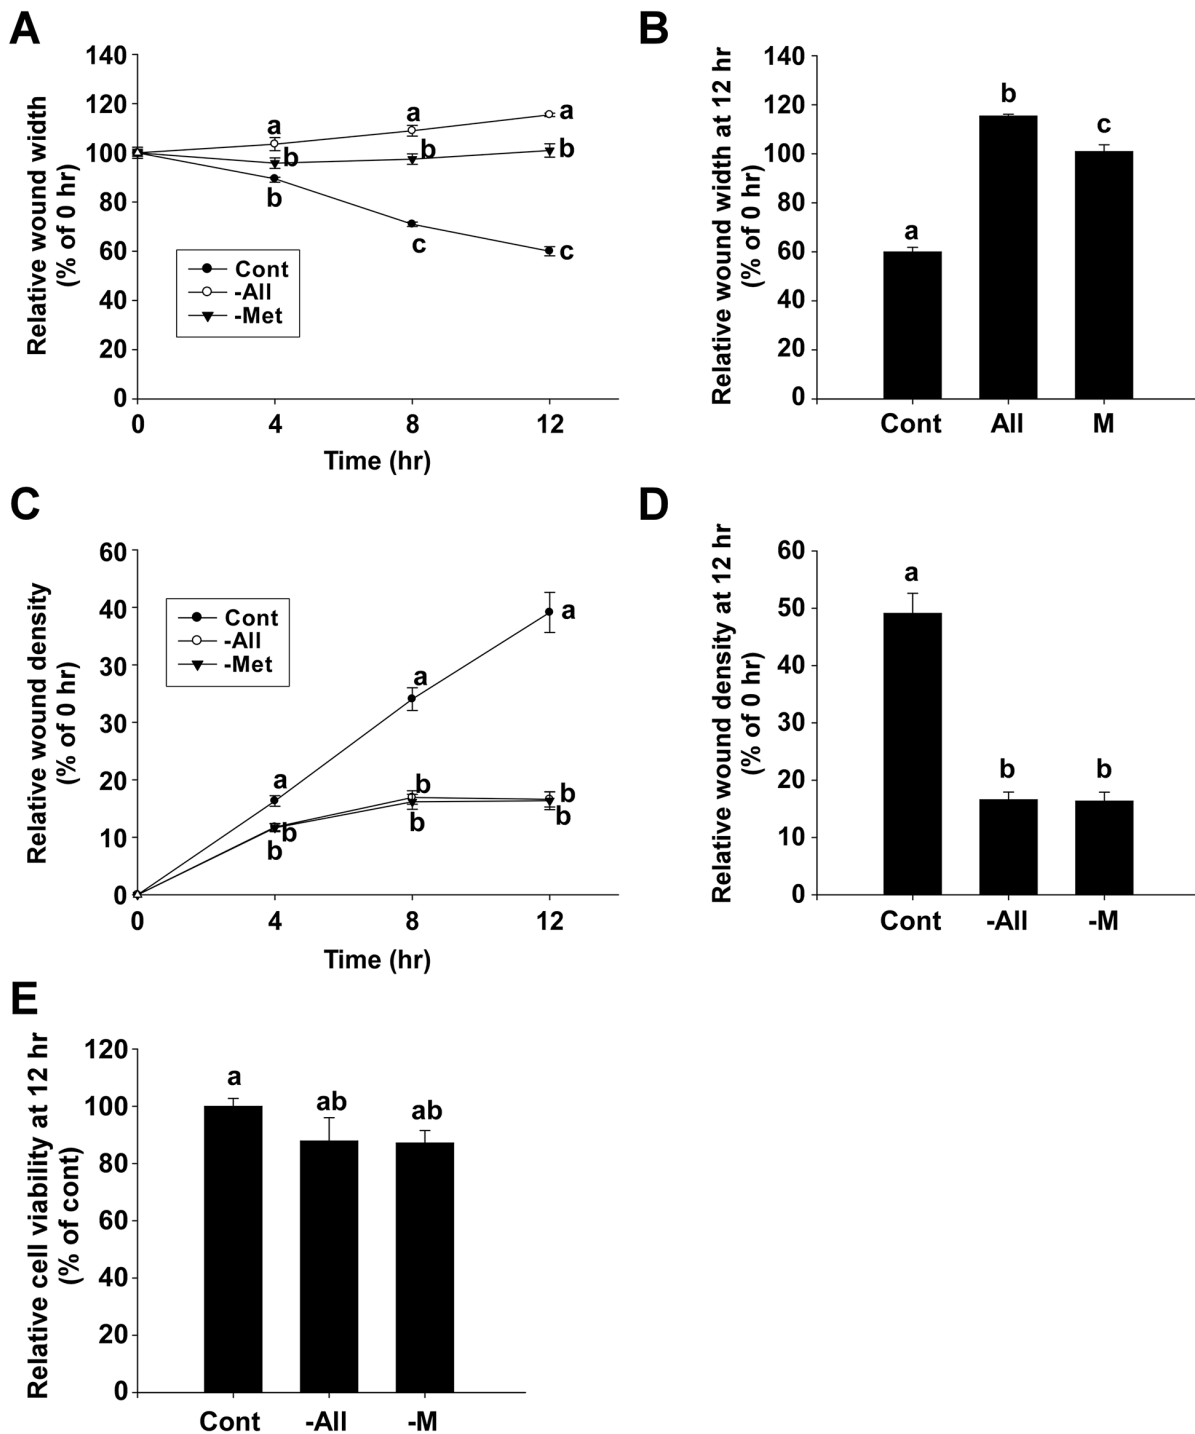 A
Relative wound width
(% of 0 hr)
140
120
100
80
60
40
20
0
a
a
a
b
b
b
b
c
c
Cont
-All
-Met
0 4 8 12
Time (hr)
B
Relative wound width at 12 hr
(% of 0 hr)
140
120
100
80
60
40
20
0
a
b
c
Cont All M
C
Relative wound density
(% of 0 hr)
60
40
30
30
20
10
0
Cont
-All
-Met
a
a
a
b
b
b
b
b
b
0 4 8 12
Time (hr)
D
Relative wound density at 12 hr
(% of 0 hr)
60
50
40
30
20
10
0
a
b
b
Cont -All -M
E
Relative cell viability at 12 hr
(% of cont)
120
100
80
60
40
20
0
a
ab
ab
Cont -All -M